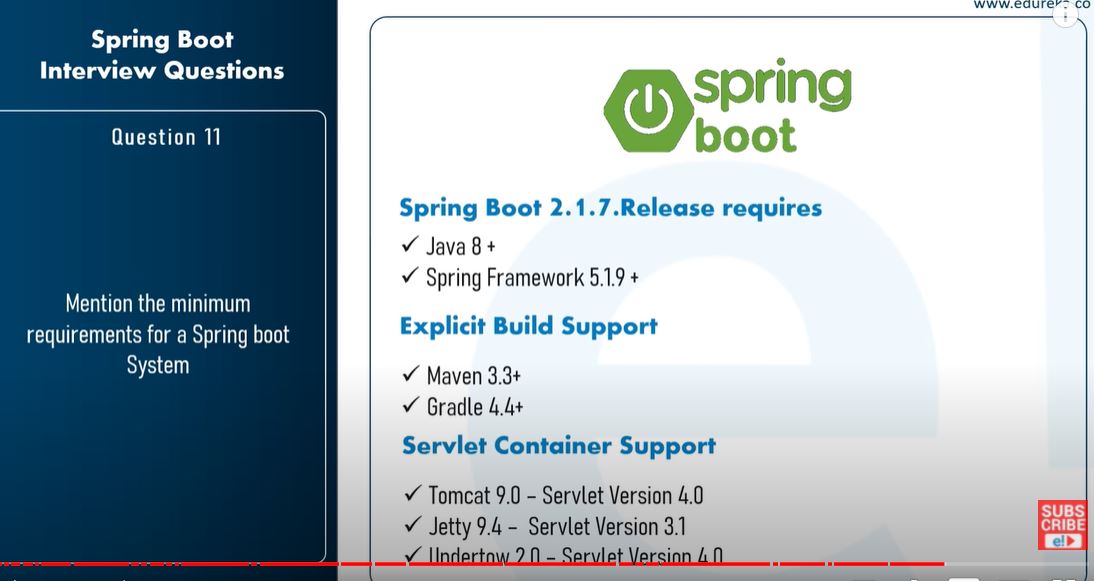 www.edureka.co
Spring Boot
Interview Questions
Question 11
Mention the minimum
requirements for a Spring boot
System
spring
boot
Spring Boot 2.1.7.Release requires
✓ Java 8 +
✓ Spring Framework 5.1.9 +
Explicit Build Support
✓ Maven 3.3+
✓ Gradle 4.4+
Servlet Container Support
✓ Tomcat 9.0 – Servlet Version 4.0
✓ Jetty 9.4 – Servlet Version 3.1
✓ Undertow 2.0 – Servlet Version 4.0
SUBS
CRIBE
e!